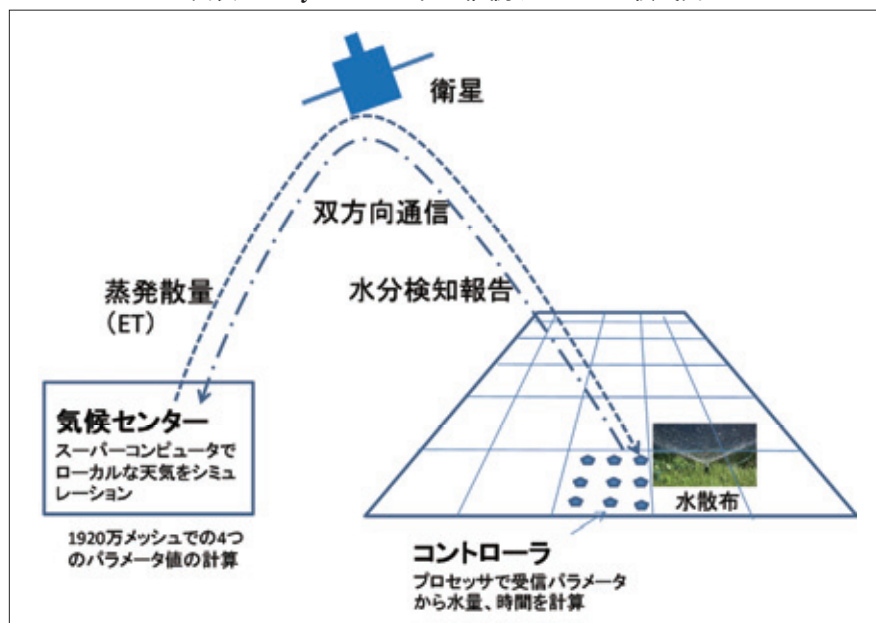 衛星
双方向通信
蒸発散量
(ET)
水分検知報告
気候センター
スーパーコンピュータで
ローカルな天気をシミュ
レーション
1920万メッシュでの4つ
のパラメータ値の計算
水散布
コントローラ
プロセッサで受信パラメータ
から水量、時間を計算